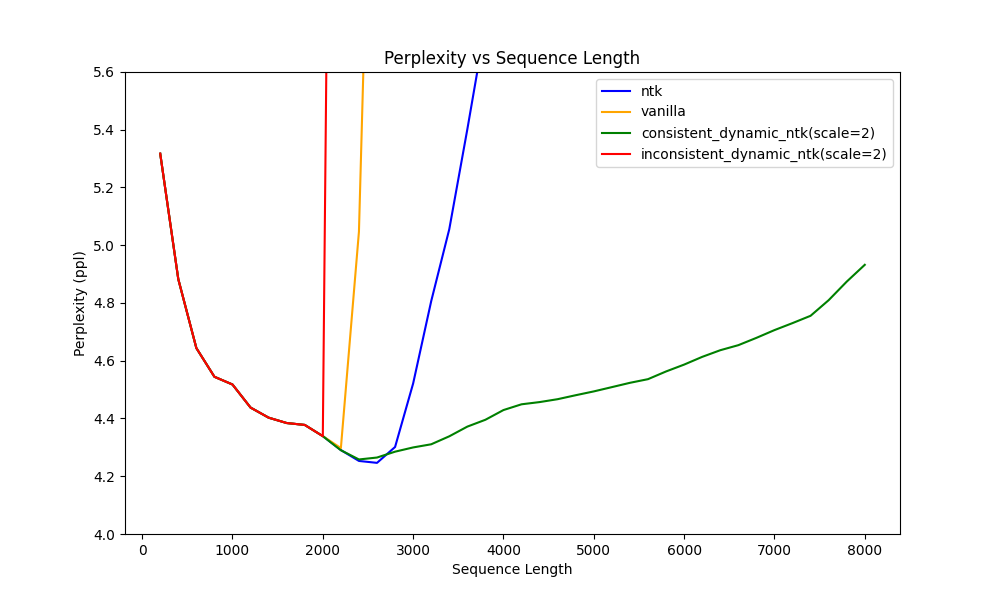 Perplexity vs Sequence Length
5.6
5.4
5.2
5.0
4.8
4.6
4.4
4.2
4.0
Perplexity (ppl)
ntk
vanilla
consistent_dynamic_ntk(scale=2)
inconsistent_dynamic_ntk(scale=2)
0 1000 2000 3000 4000 5000 6000 7000 8000
Sequence Length